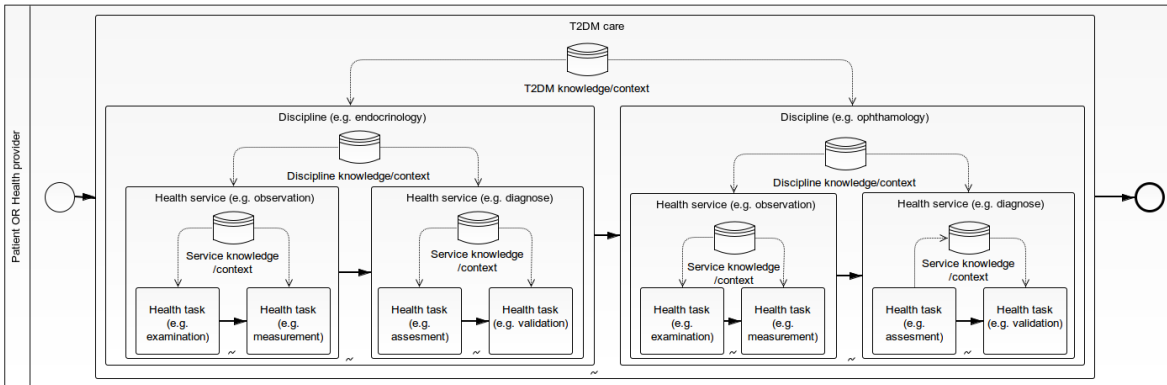 Patient OR Health provider
T2DM care
T2DM knowledge/context
Discipline (e.g. endocrinology)
Discipline knowledge/context
Health service (e.g. observation)
Service knowledge
/context
Health task
(e.g.
examination)
Health task
(e.g.
measurement)
~
Health service (e.g. diagnose)
Service knowledge
/context
Health task
(e.g.
assesment)
Health task
(e.g. validation)
~
~
~
Discipline (e.g. ophthamology)
Discipline knowledge/context
Health service (e.g. observation)
Service knowledge
/context
Health task
(e.g.
examination)
Health task
(e.g.
measurement)
~
Health service (e.g. diagnose)
Service knowledge
/context
Health task
(e.g.
assesment)
Health task
(e.g. validation)
~
~
~
~